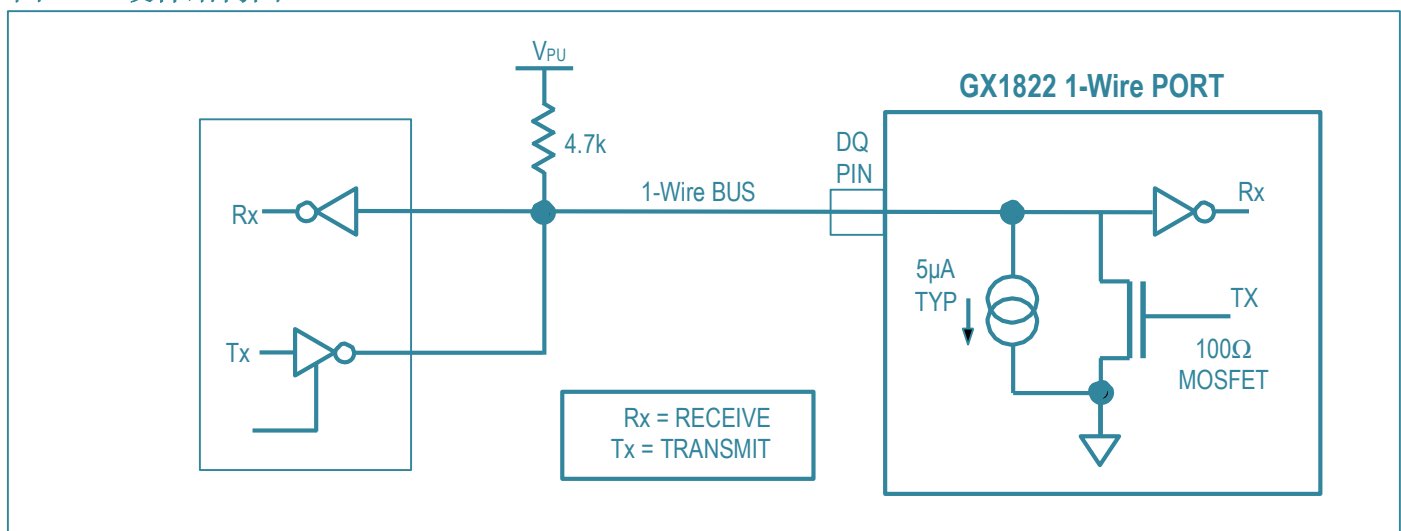 V_PU
GX1822 1-Wire PORT
4.7k
DQ
PIN
1-Wire BUS
Rx
Rx
5µA
TYP
TX
Tx
100Ω
MOSFET
Rx = RECEIVE
Tx = TRANSMIT